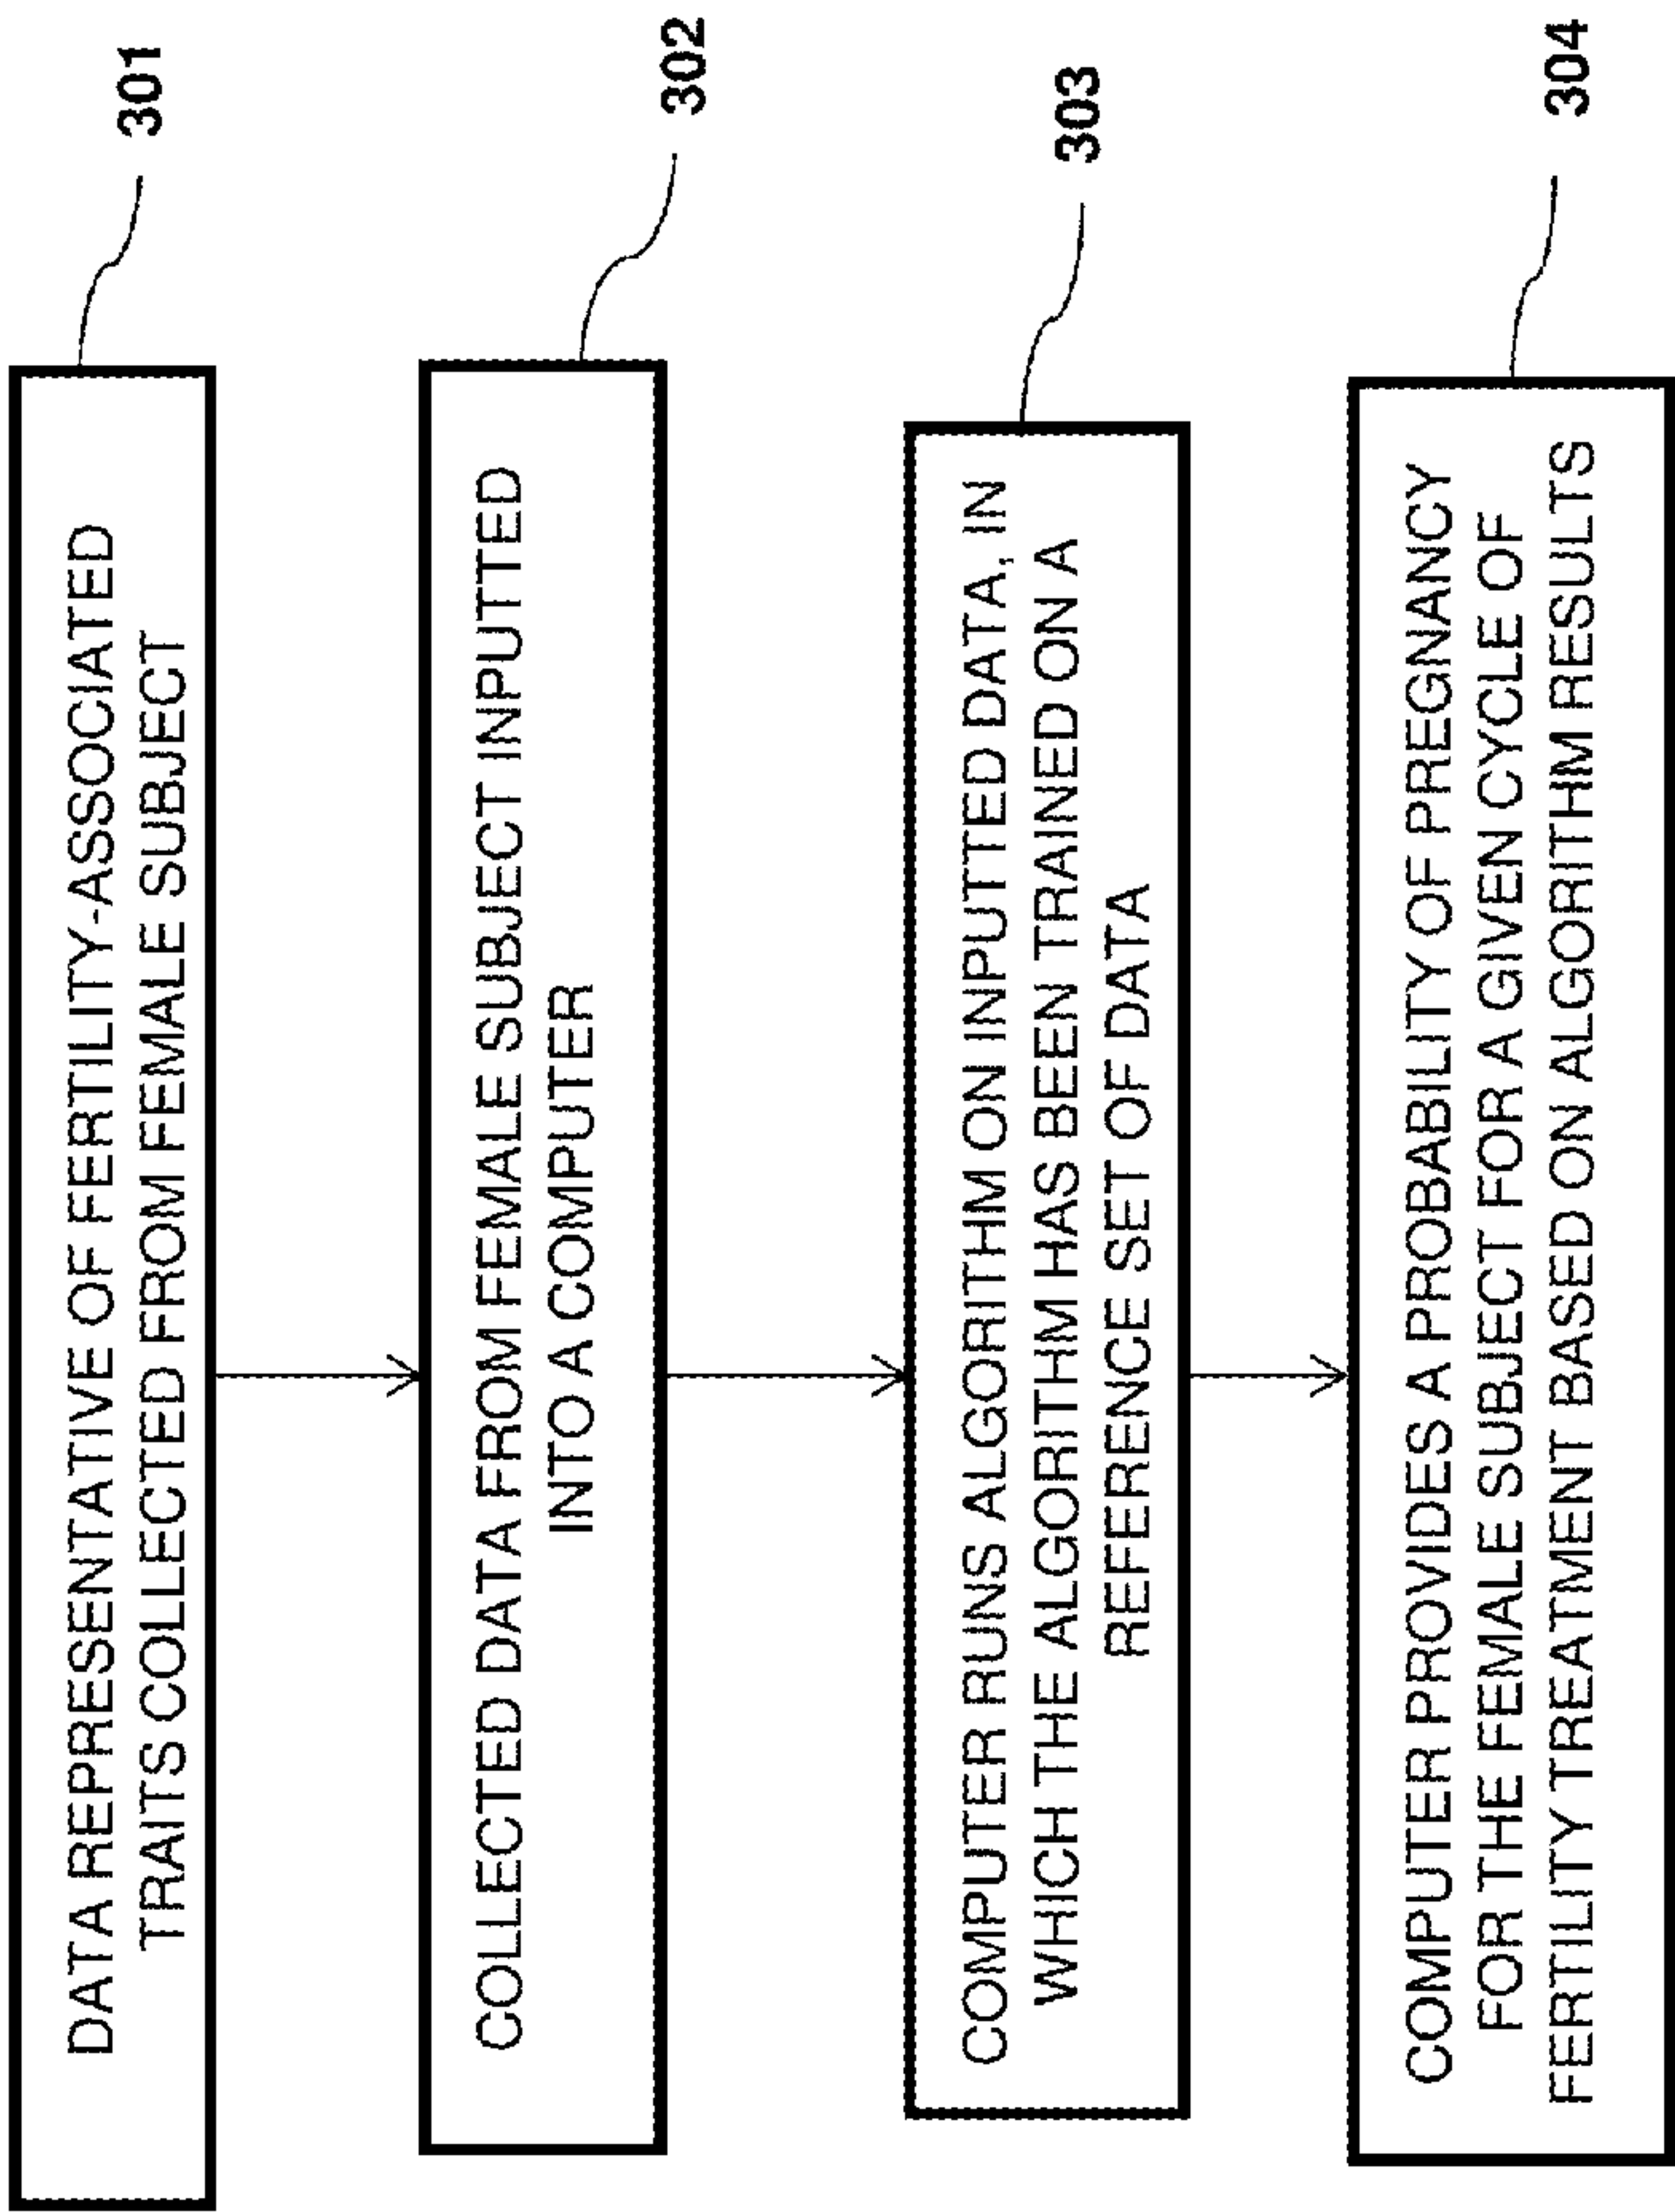 DATA REPRESENTATIVE OF FERTILITY-ASSOCIATED
TRAITS COLLECTED FROM FEMALE SUBJECT
301
COLLECTED DATA FROM FEMALE SUBJECT INPUTTED
INTO A COMPUTER
302
COMPUTER RUNS ALGORITHM ON INPUTTED DATA, IN
WHICH THE ALGORITHM HAS BEEN TRAINED ON A
REFERENCE SET OF DATA
303
COMPUTER PROVIDES A PROBABILITY OF PREGNANCY
FOR THE FEMALE SUBJECT FOR A GIVEN CYCLE OF
FERTILITY TREATMENT BASED ON ALGORITHM RESULTS
304